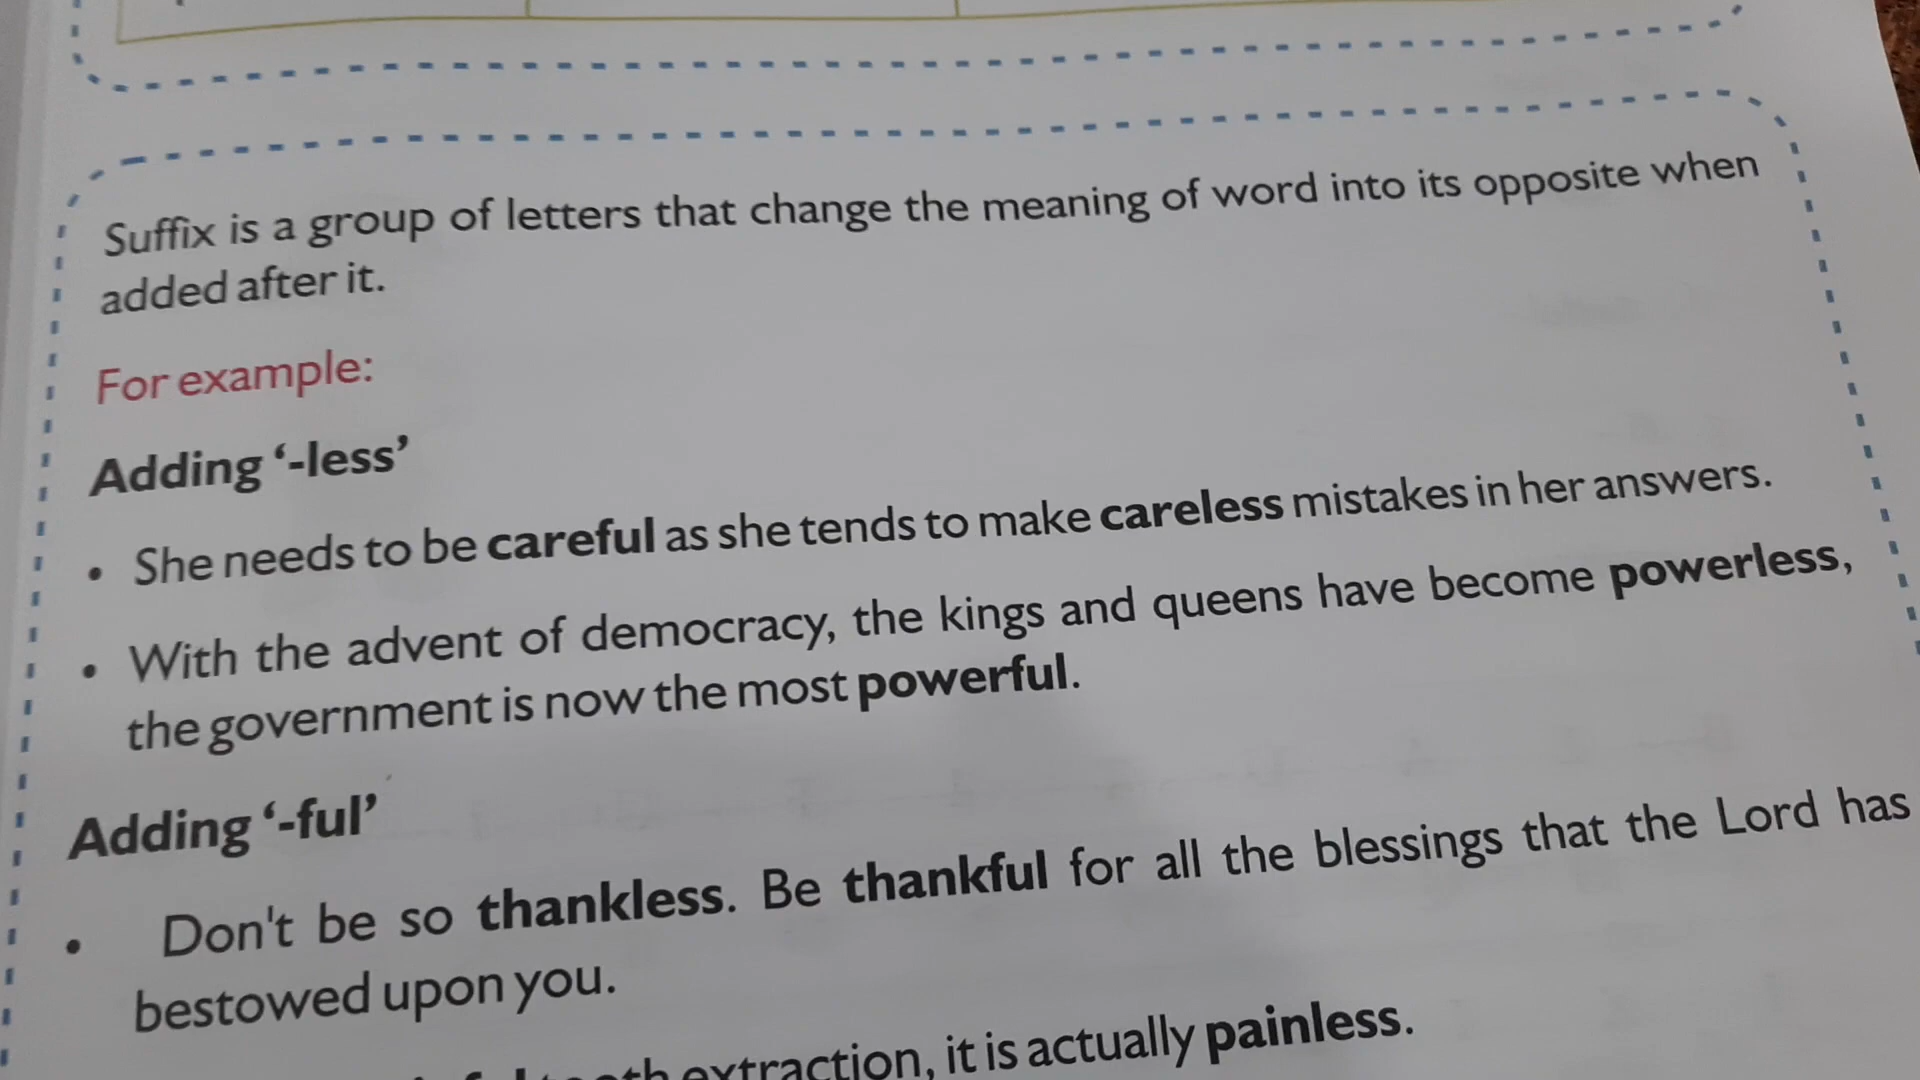 Suffix is a group of letters that change the meaning of word into its opposite when
added after it.
For example:
Adding ‘-less’
• She needs to be careful as she tends to make careless mistakes in her answers.
• With the advent of democracy, the kings and queens have become powerless,
the government is now the most powerful.
Adding ‘-ful’
• Don't be so thankless. Be thankful for all the blessings that the Lord has
bestowed upon you.
extraction, it is actually painless.